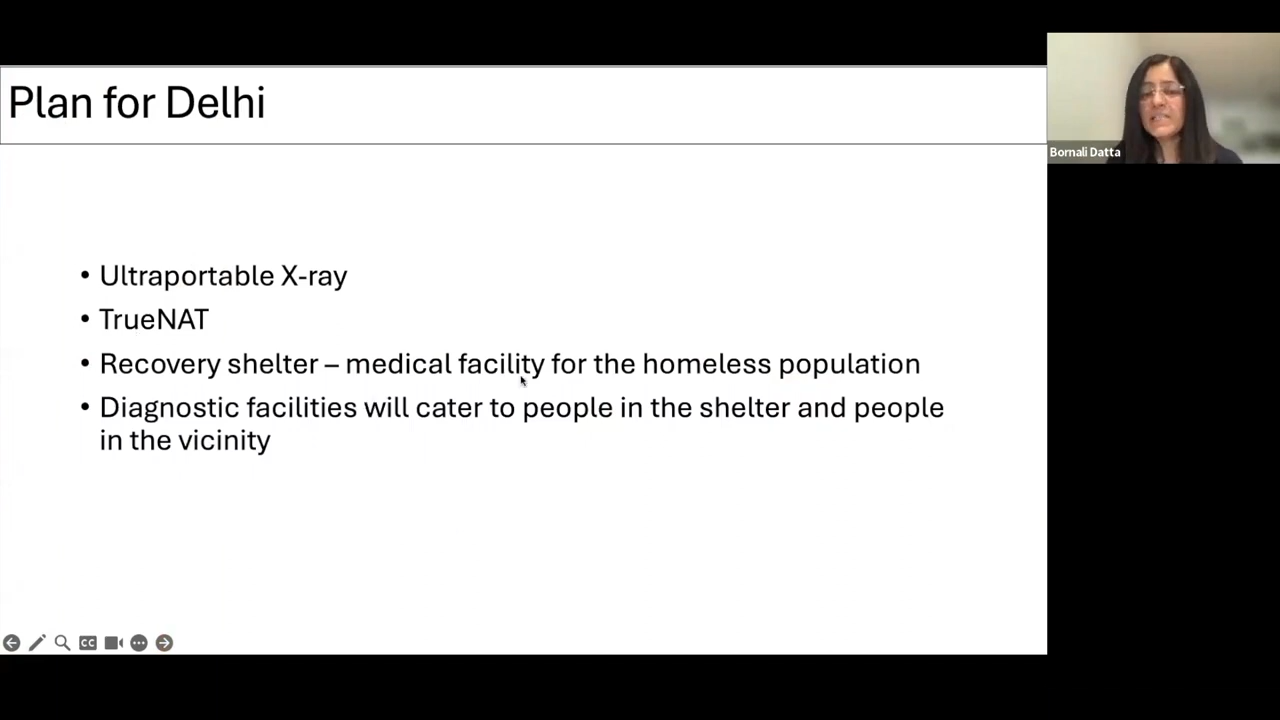 Plan for Delhi
Bornali Datta
• Ultraportable X-ray
• TrueNAT
• Recovery shelter – medical facility for the homeless population
• Diagnostic facilities will cater to people in the shelter and people
in the vicinity
CC